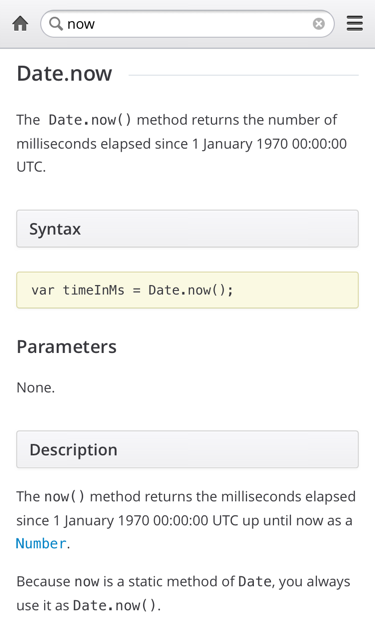 now
Date.now
The Date.now() method returns the number of
milliseconds elapsed since 1 January 1970 00:00:00
UTC.
Syntax
var timeInMs = Date.now();
Parameters
None.
Description
The now() method returns the milliseconds elapsed
since 1 January 1970 00:00:00 UTC up until now as a
Number.
Because now is a static method of Date, you always
use it as Date.now().